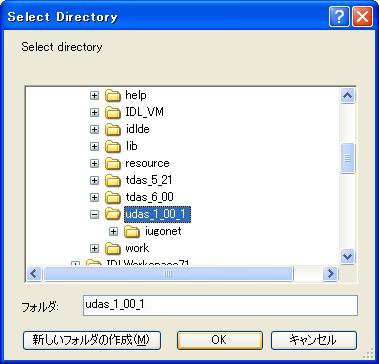 Select Directory
Select directory
help
IDL_VM
idlde
lib
resource
tdas_5_21
tdas_6_00
udas_1_00_1
iugonet
work
IDLWorkspace71
フォルダ:
udas_1_00_1
新しいフォルダの作成(M)
OK
キャンセル